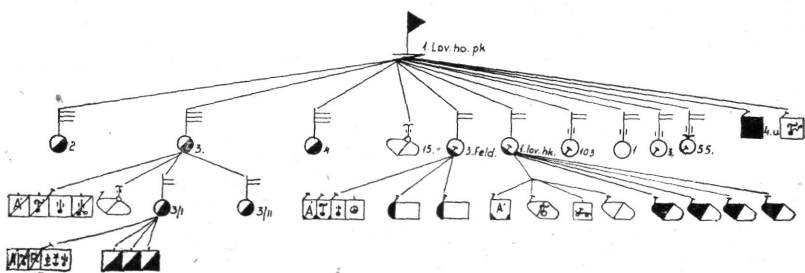 1. Lov. ho. pk
2
3.
4
15.
3. Feld.
1. lov. hk.
103
1
3.
55.
4. u.
3/I
3/II
A
A
A